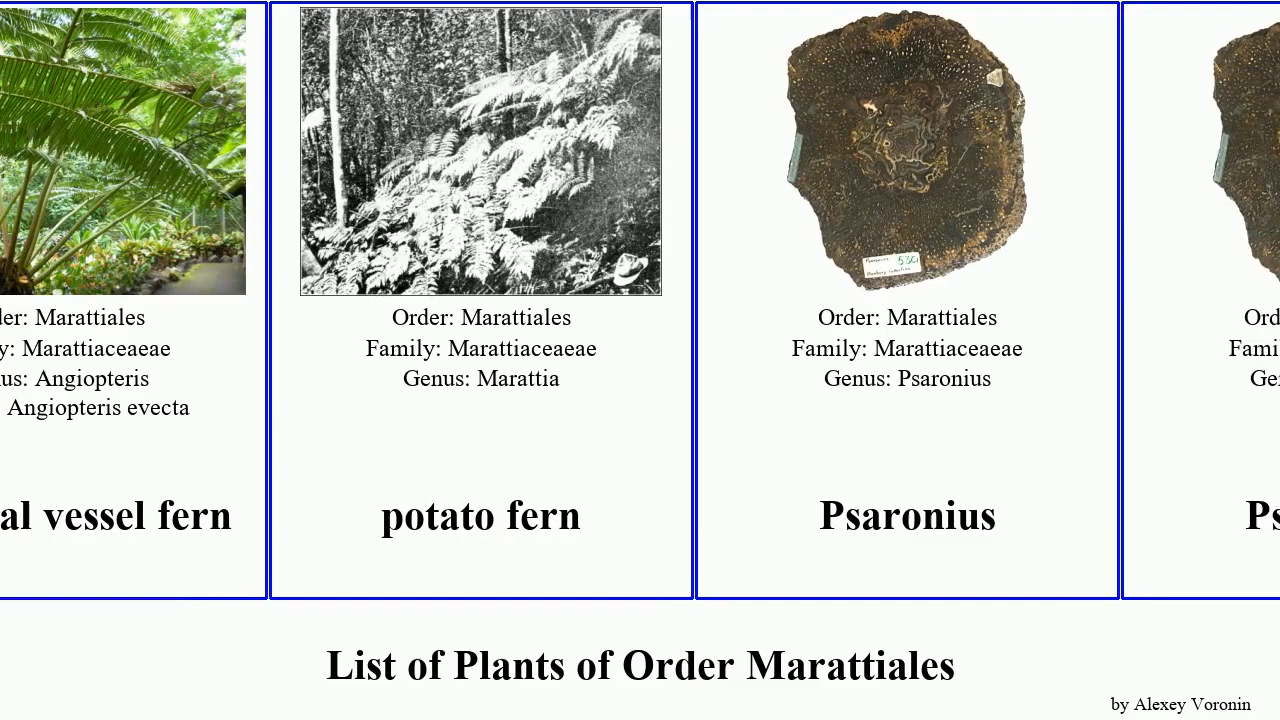 der: Marattiales
y: Marattiaceaeae
us: Angiopteris
Angiopteris evecta
al vessel fern
Order: Marattiales
Family: Marattiaceaeae
Genus: Marattia
potato fern
530i
Order: Marattiales
Family: Marattiaceaeae
Genus: Psaronius
Psaronius
Ord
Fami
Ge
Ps
List of Plants of Order Marattiales
by Alexey Voronin